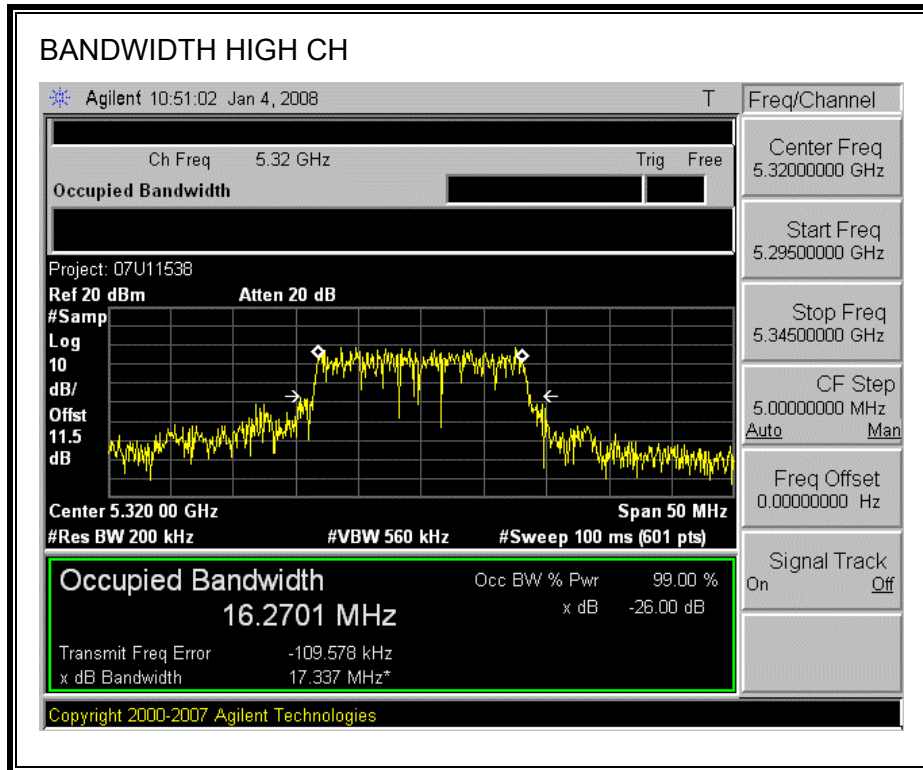 BANDWIDTH HIGH CH
Agilent 10:51:02 Jan 4, 2008 T
Freq/Channel
Ch Freq 5.32 GHz Trig Free
Occupied Bandwidth
Center Freq
5.32000000 GHz
Start Freq
5.29500000 GHz
Stop Freq
5.34500000 GHz
CF Step
5.00000000 MHz
Auto Man
Freq Offset
0.00000000 Hz
Signal Track
On Off
Project: 07U11538
Ref 20 dBm Atten 20 dB
#Samp
Log
10
dB/
Offst
11.5
dB
Center 5.320 00 GHz Span 50 MHz
#Res BW 200 kHz #VBW 560 kHz #Sweep 100 ms (601 pts)
Occupied Bandwidth Occ BW % Pwr 99.00 %
16.2701 MHz x dB -26.00 dB
Transmit Freq Error -109.578 kHz
x dB Bandwidth 17.337 MHz*
Copyright 2000-2007 Agilent Technologies